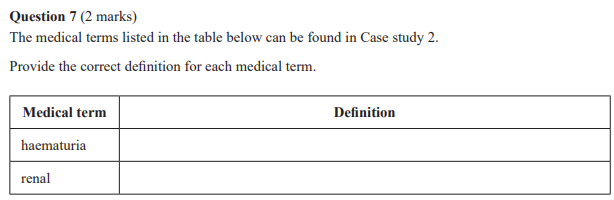 Question 7 (2 marks)
The medical terms listed in the table below can be found in Case study 2.
Provide the correct definition for each medical term.
Medical term Definition
haematuria
renal